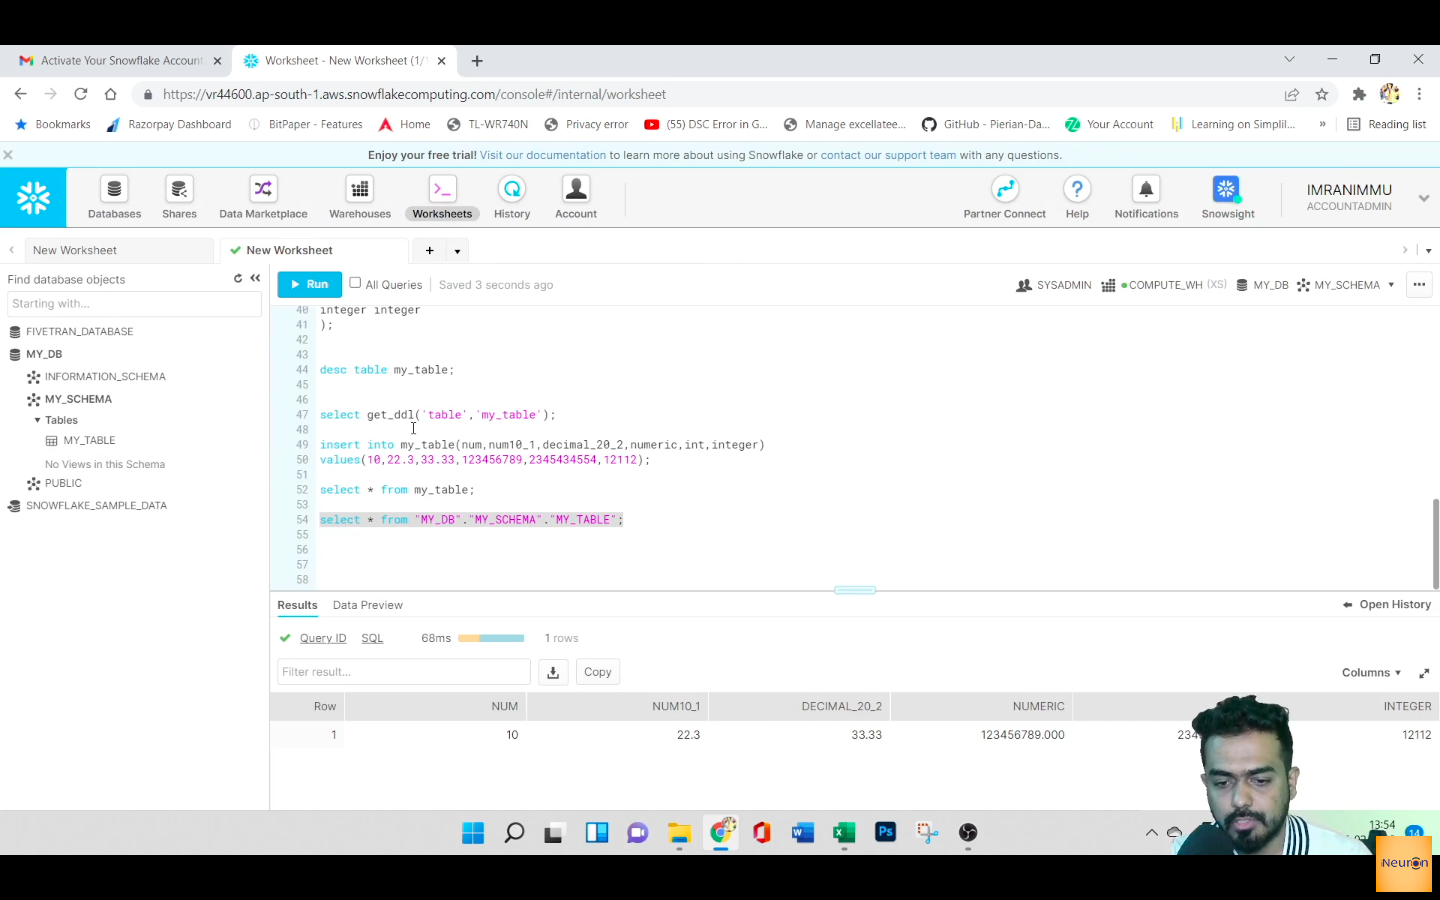 Activate Your Snowflake Account
Worksheet - New Worksheet (1/
https://vr44600.ap-south-1.aws.snowflakecomputing.com/console#/internal/worksheet
Bookmarks
Razorpay Dashboard
BitPaper - Features
Home
TL-WR740N
Privacy error
(55) DSC Error in G...
Manage excellatee...
GitHub - Pierian-Da...
Your Account
Learning on Simplil...
»
Reading list
Enjoy your free trial! Visit our documentation to learn more about using Snowflake or contact our support team with any questions.
Databases
Shares
Data Marketplace
Warehouses
Worksheets
History
Account
Partner Connect
Help
Notifications
Snowsight
IMRANIMMU
ACCOUNTADMIN
New Worksheet
New Worksheet
Find database objects
Starting with...
FIVETRAN_DATABASE
MY_DB
INFORMATION_SCHEMA
MY_SCHEMA
Tables
MY_TABLE
No Views in this Schema
PUBLIC
SNOWFLAKE_SAMPLE_DATA
Run
All Queries
Saved 3 seconds ago
SYSADMIN
COMPUTE_WH (XS)
MY_DB
MY_SCHEMA
40 integer integer
41 );
42
43
44 desc table my_table;
45
46
47 select get_ddl('table','my_table');
48
49 insert into my_table(num,num10_1,decimal_20_2,numeric,int,integer)
50 values(10,22.3,33.33,123456789,2345434554,12112);
51
52 select * from my_table;
53
54 select * from "MY_DB"."MY_SCHEMA"."MY_TABLE";
55
56
57
58
Results
Data Preview
Open History
Query ID
SQL
68ms
1 rows
Filter result...
Copy
Columns
Row NUM NUM10_1 DECIMAL_20_2 NUMERIC INTEGER
1 10 22.3 33.33 123456789.000 12112
13:54
14
Neuron